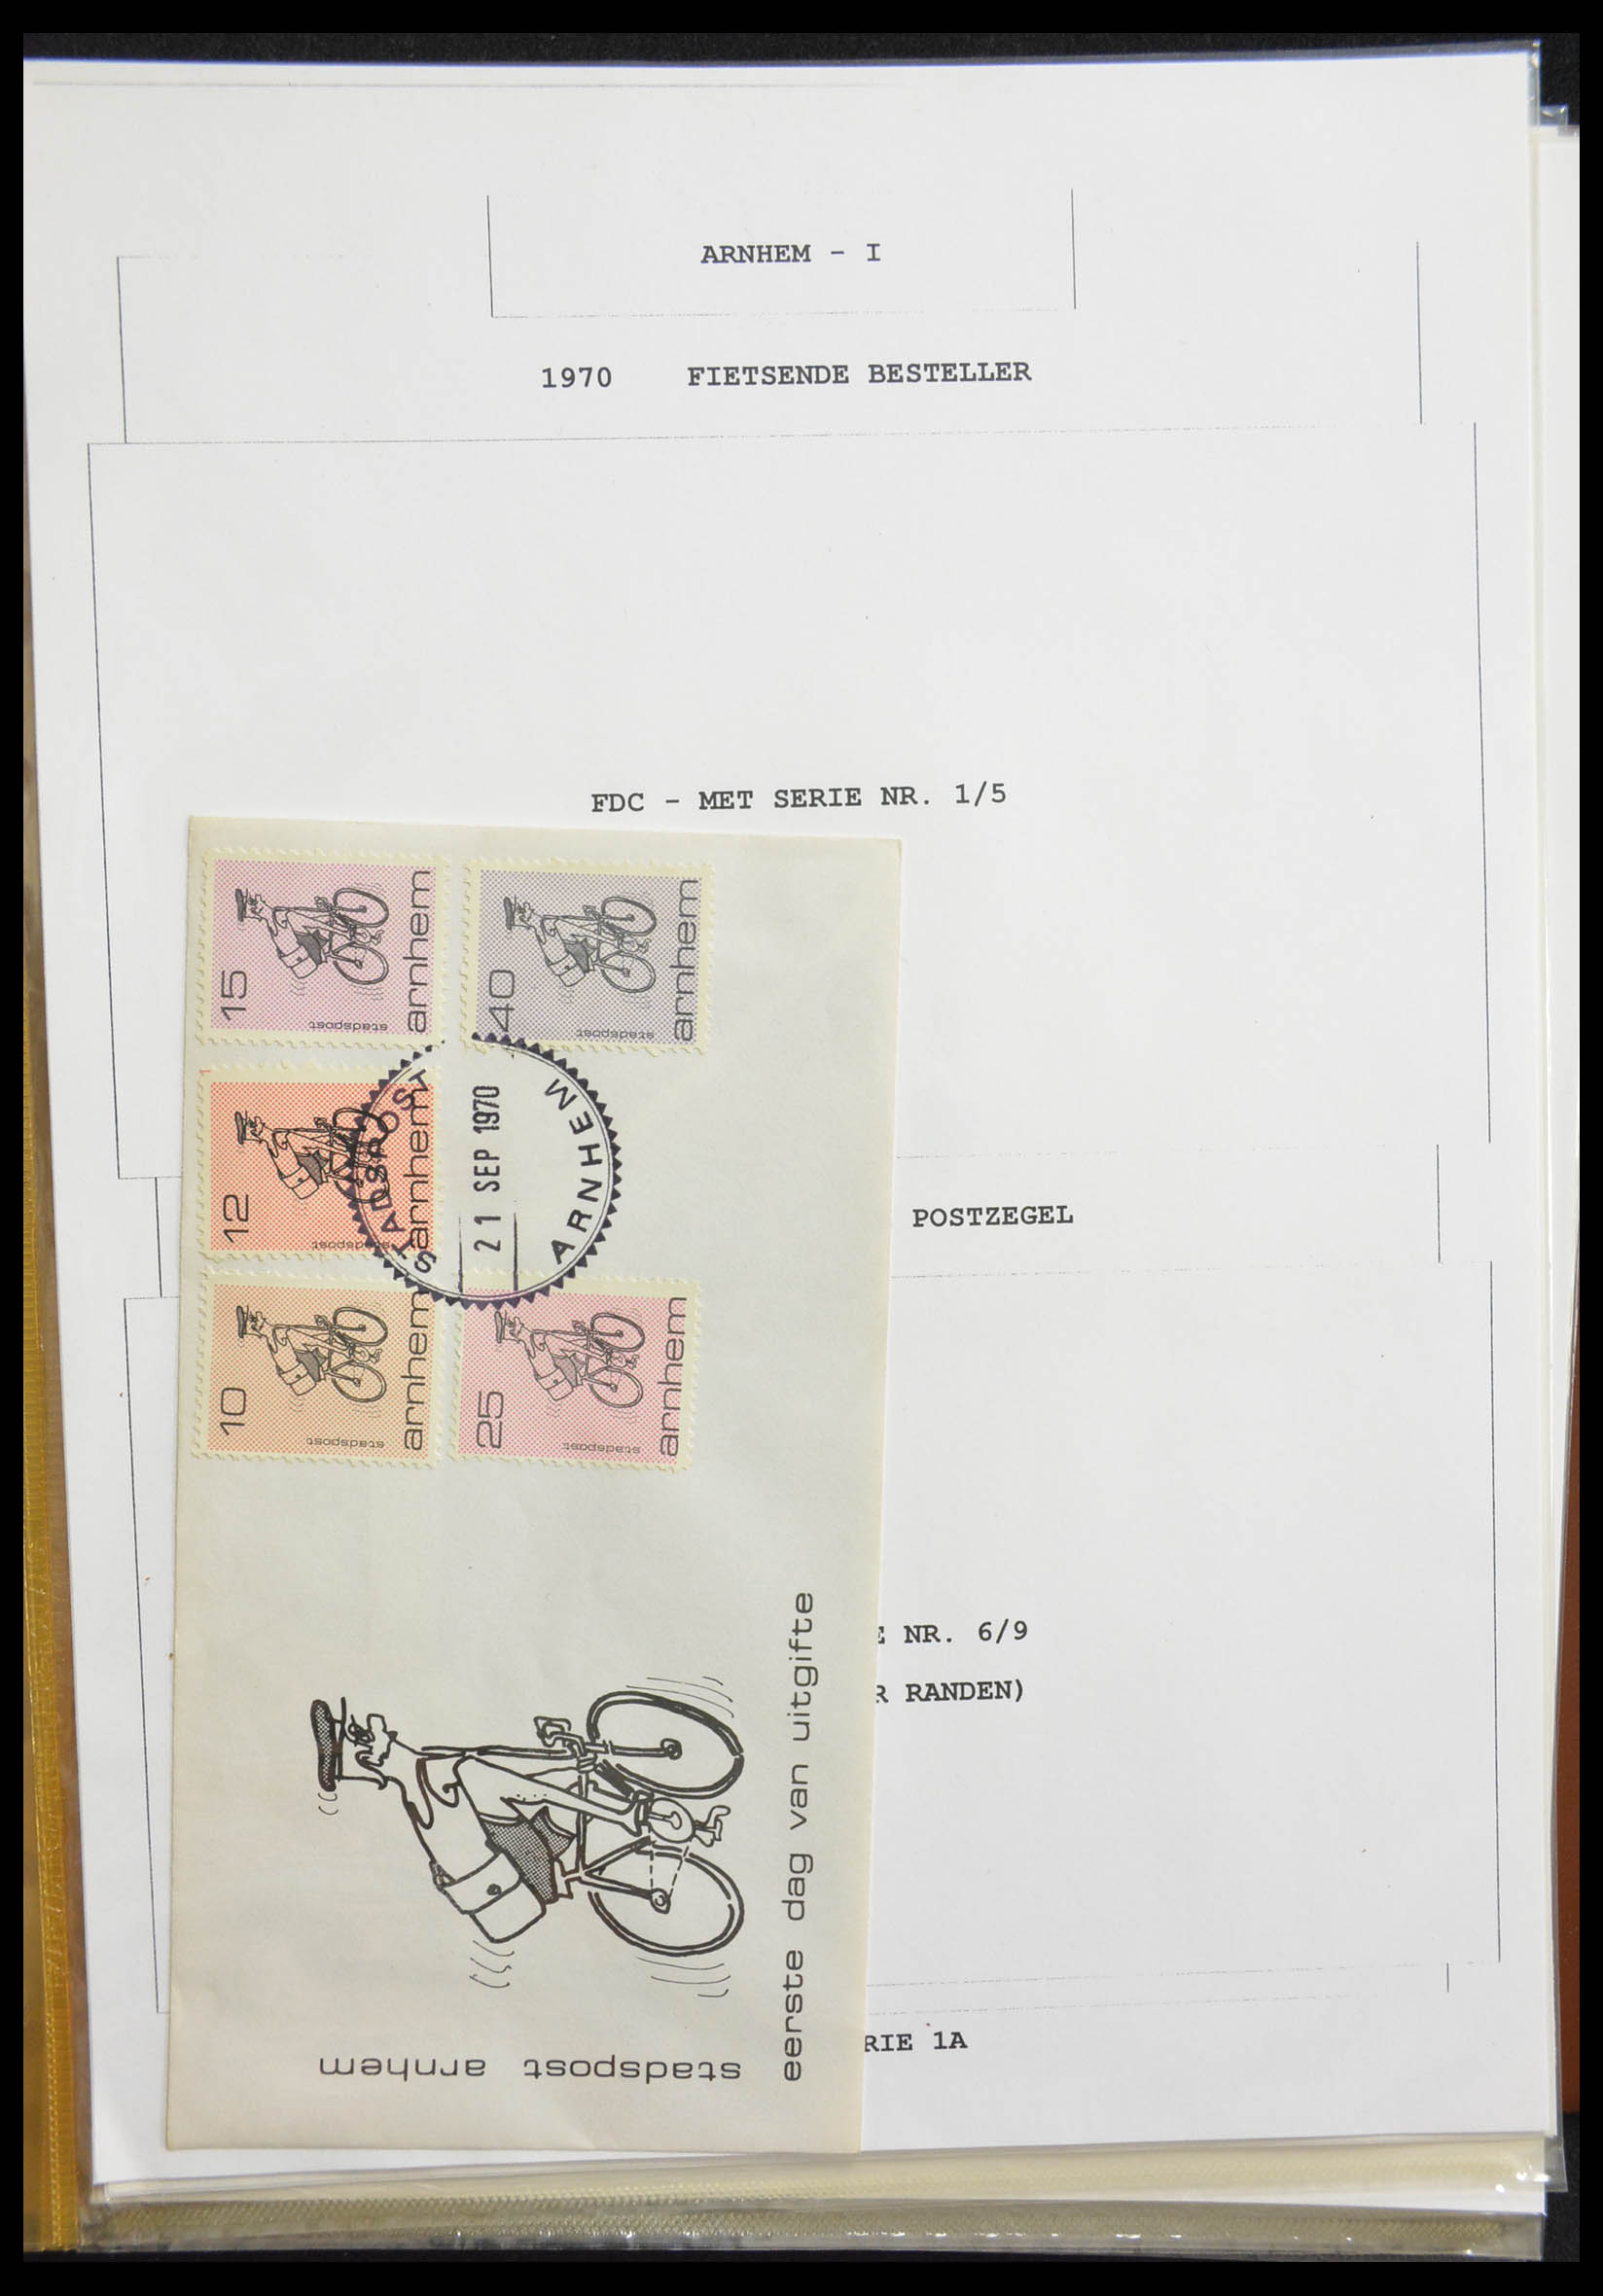 ARNHEM - I
1970 FIETSENDE BESTELLER
FDC - MET SERIE NR. 1/5
15
stadspost
arnhem
40
stadspost
arnhem
12
stadspost
arnhem
STADSPOST
21 SEP 1970
ARNHEM
10
stadspost
arnhem
25
stadspost
arnhem
POSTZEGEL
NR. 6/9
R RANDEN)
eerste dag van uitgifte
stadspost arnhem
RIE 1A